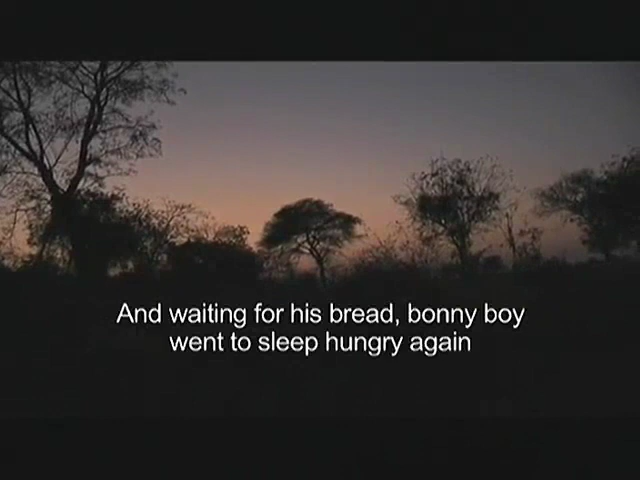 And waiting for his bread, bonny boy
went to sleep hungry again